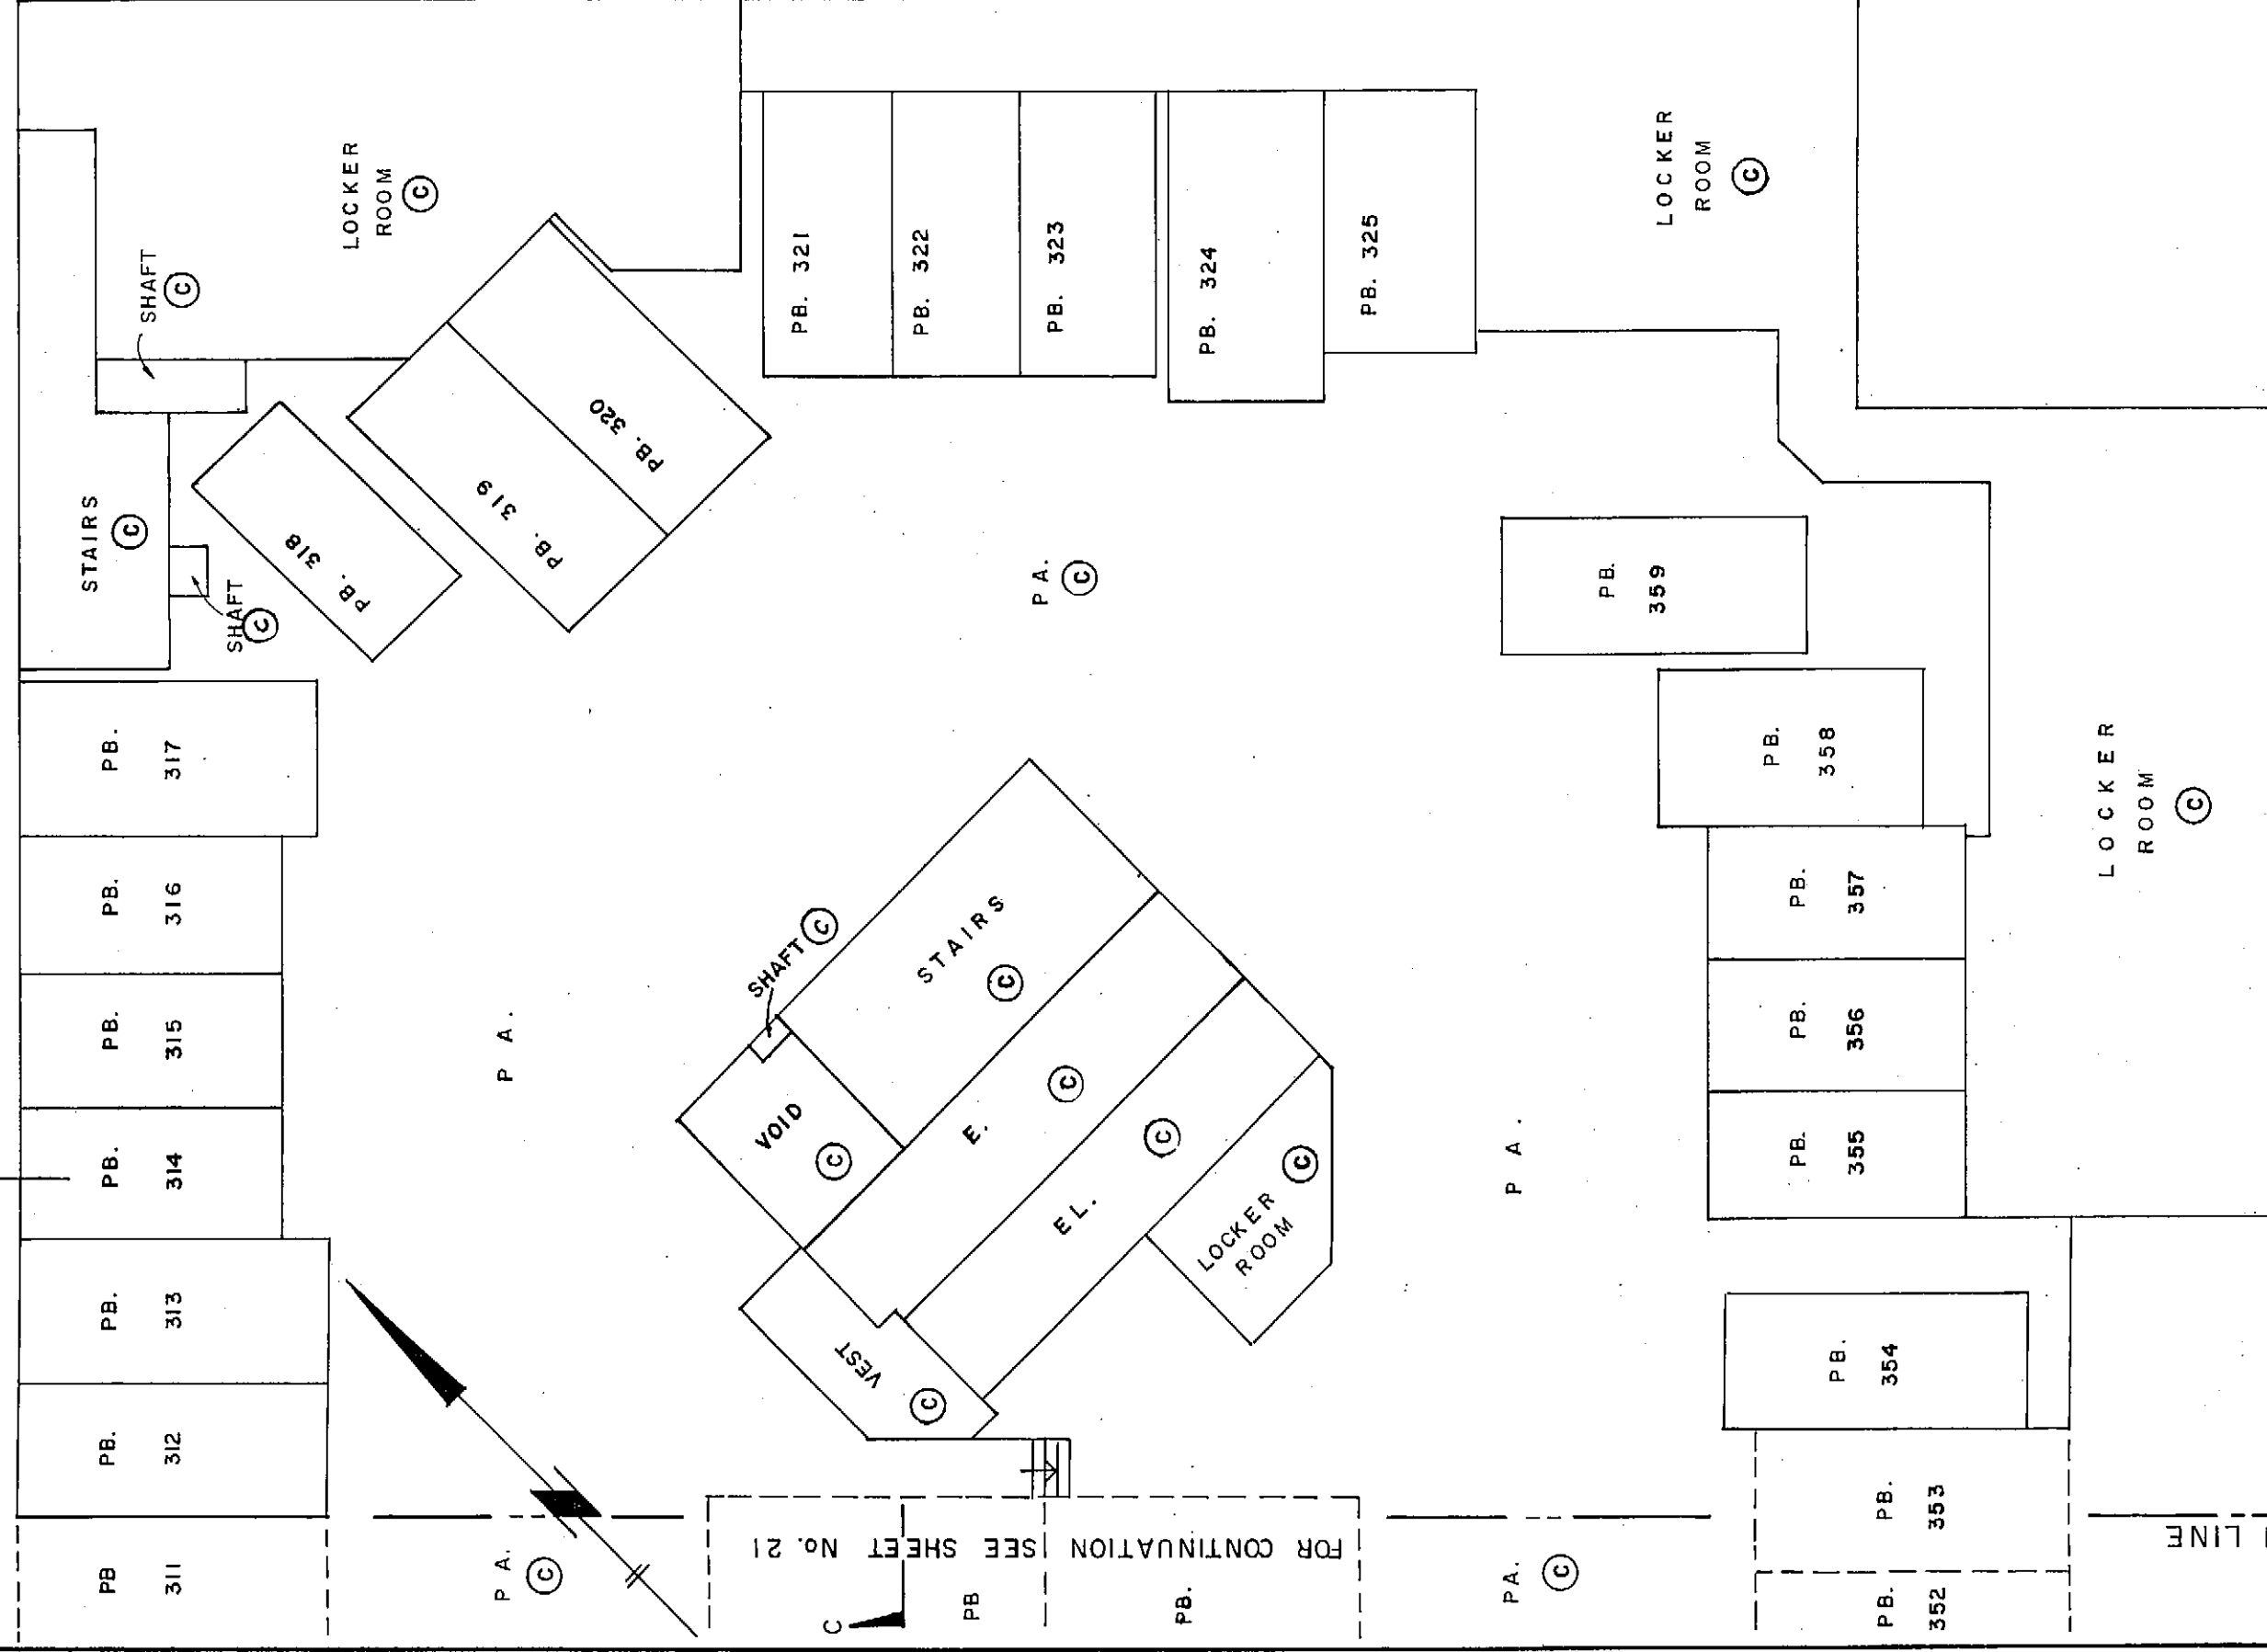 LOCKER
ROOM
C
SHAFT
C
STAIRS
C
SHAFT
C
PB. 318
PB. 319
PB. 320
PB. 321
PB. 322
PB. 323
PB. 324
PB. 325
LOCKER
ROOM
C
PB.
317
PB.
316
PB.
315
PB.
314
PB.
313
PB.
312
PB
311
P A.
C
P A.
P A.
C
SHAFT C
STAIRS
C
VOID
C
E.
C
EL.
C
LOCKER
ROOM
C
VEST
C
P A.
PB.
359
PB.
358
PB.
357
PB.
356
PB.
355
PB.
354
PB.
353
PB.
352
LOCKER
ROOM
C
FOR CONTINUATION SEE SHEET No. 21
C
PB
PB.
PA.
C
LINE